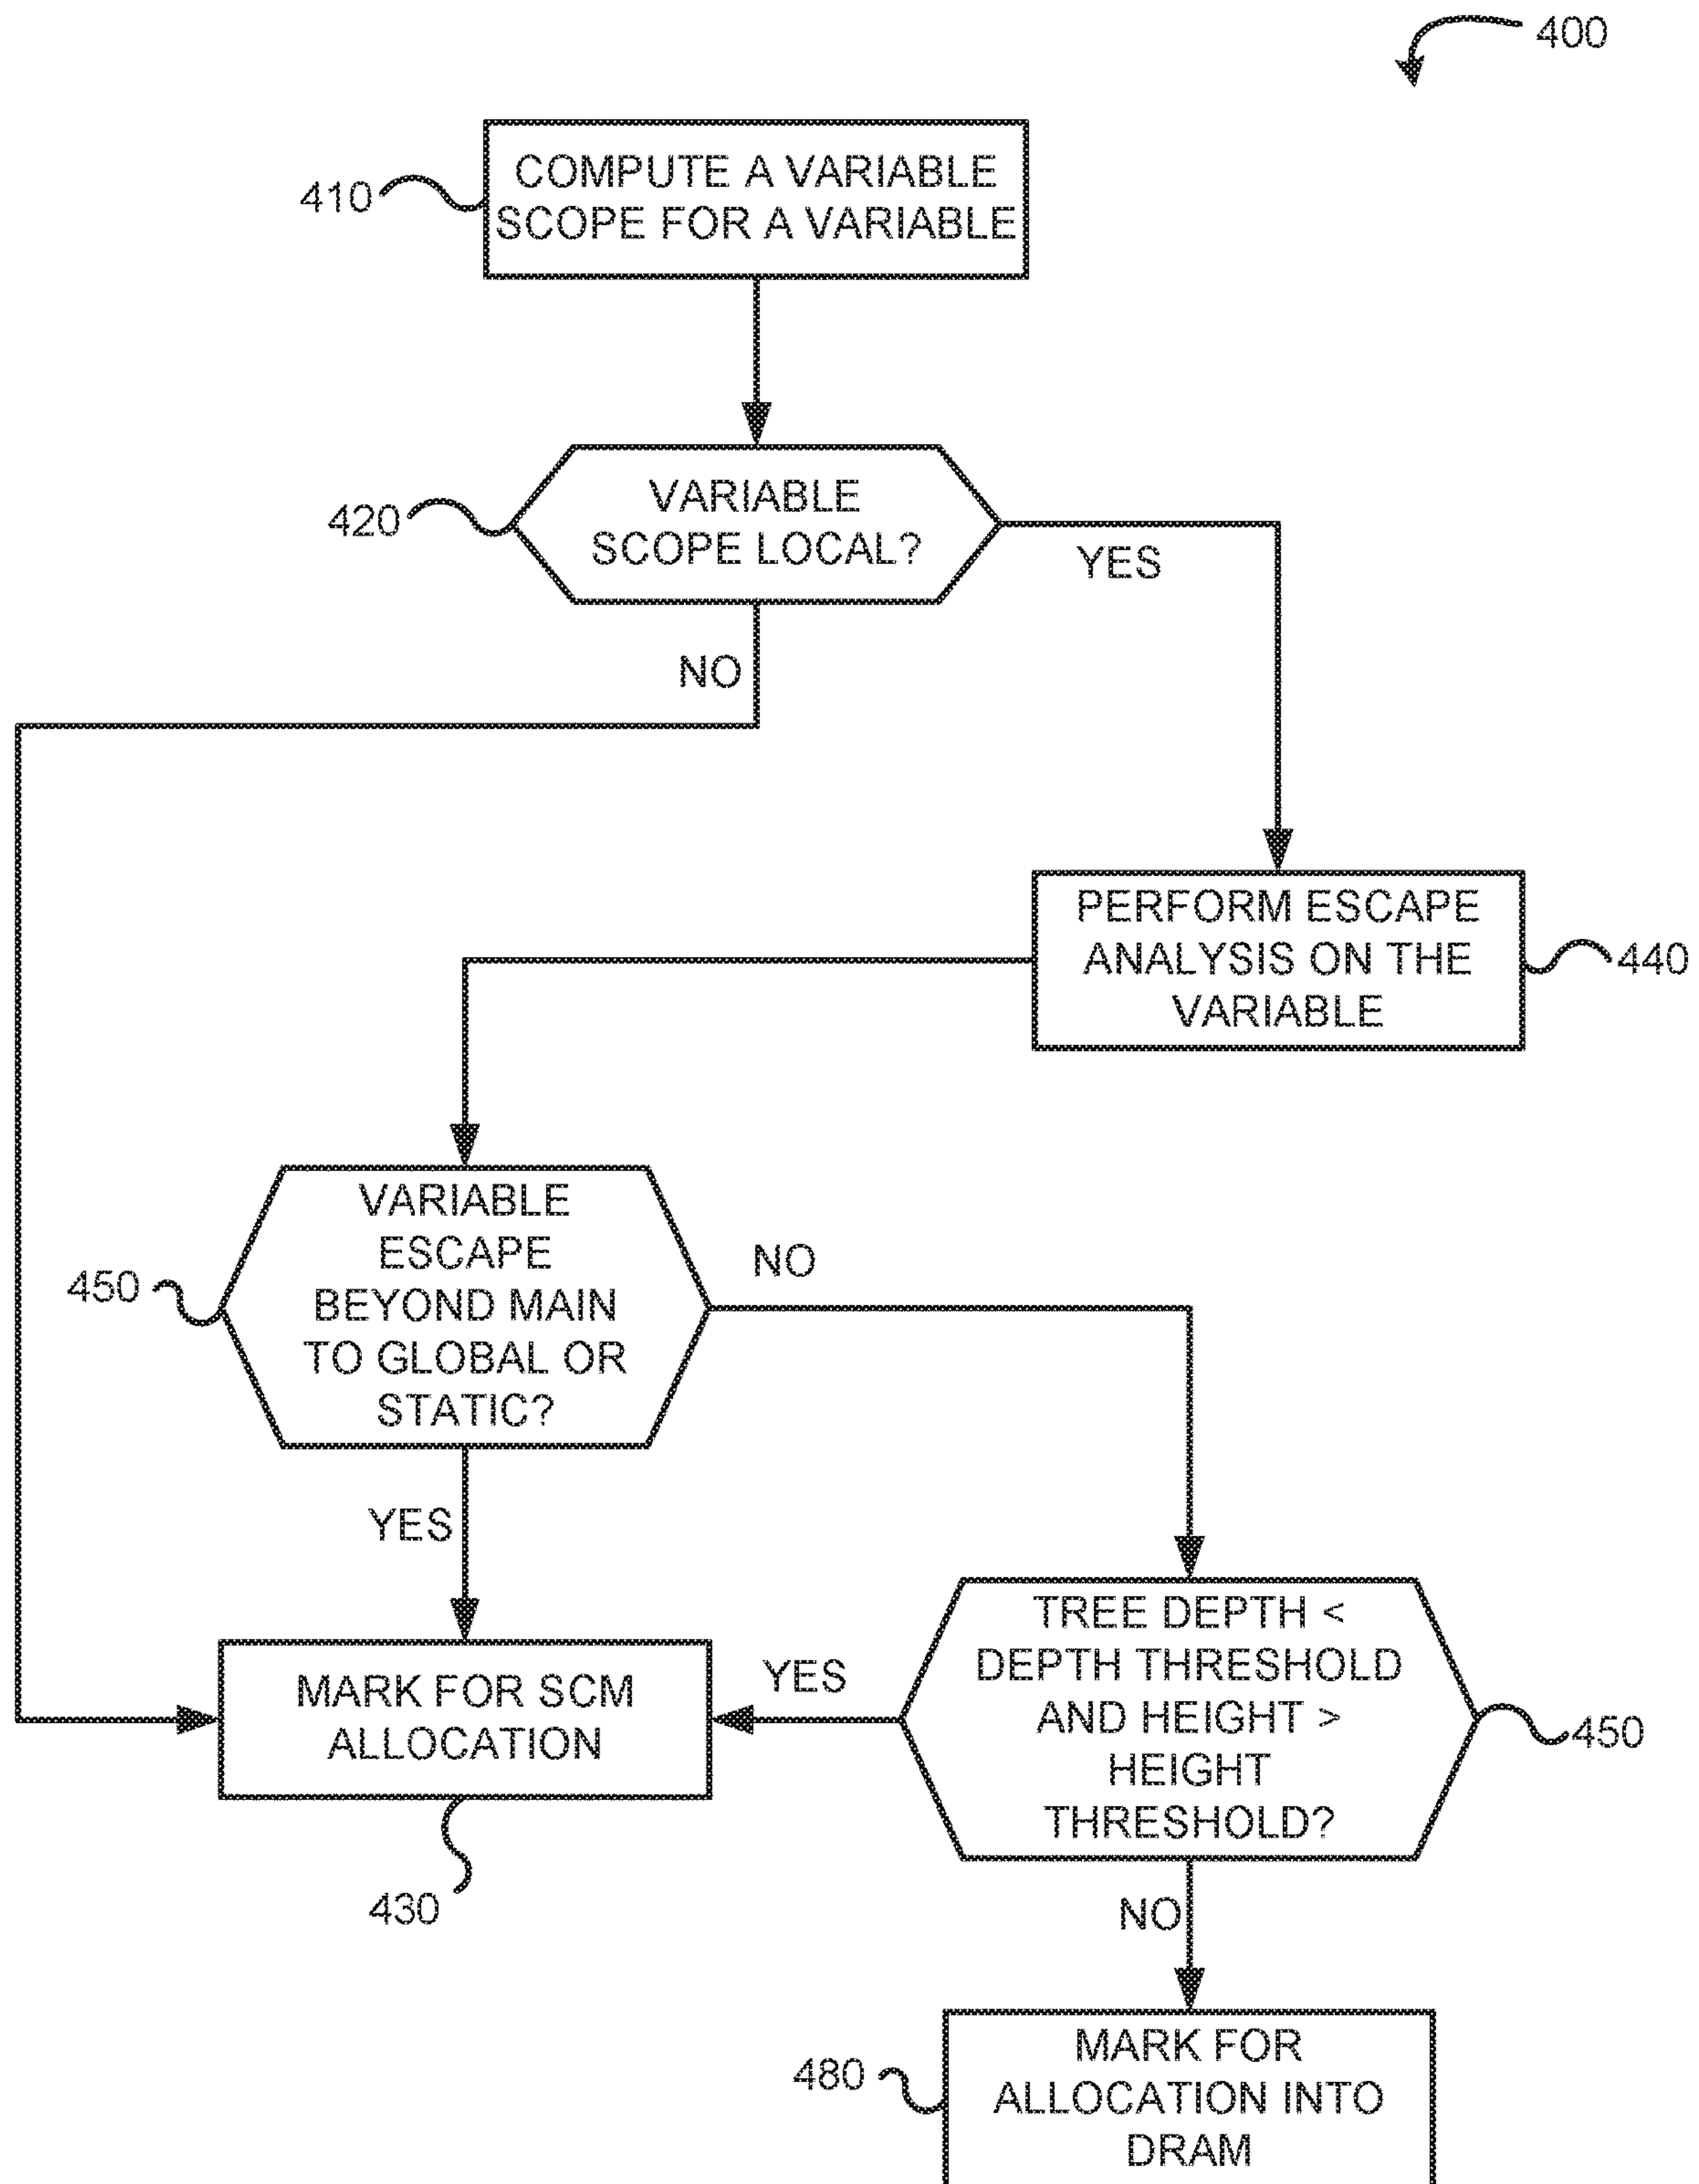 400
COMPUTE A VARIABLE
SCOPE FOR A VARIABLE
410
VARIABLE
SCOPE LOCAL?
420
YES
NO
PERFORM ESCAPE
ANALYSIS ON THE
VARIABLE
440
VARIABLE
ESCAPE
BEYOND MAIN
TO GLOBAL OR
STATIC?
450
NO
YES
TREE DEPTH <
DEPTH THRESHOLD
AND HEIGHT >
HEIGHT
THRESHOLD?
450
YES
MARK FOR SCM
ALLOCATION
430
NO
MARK FOR
ALLOCATION INTO
DRAM
480